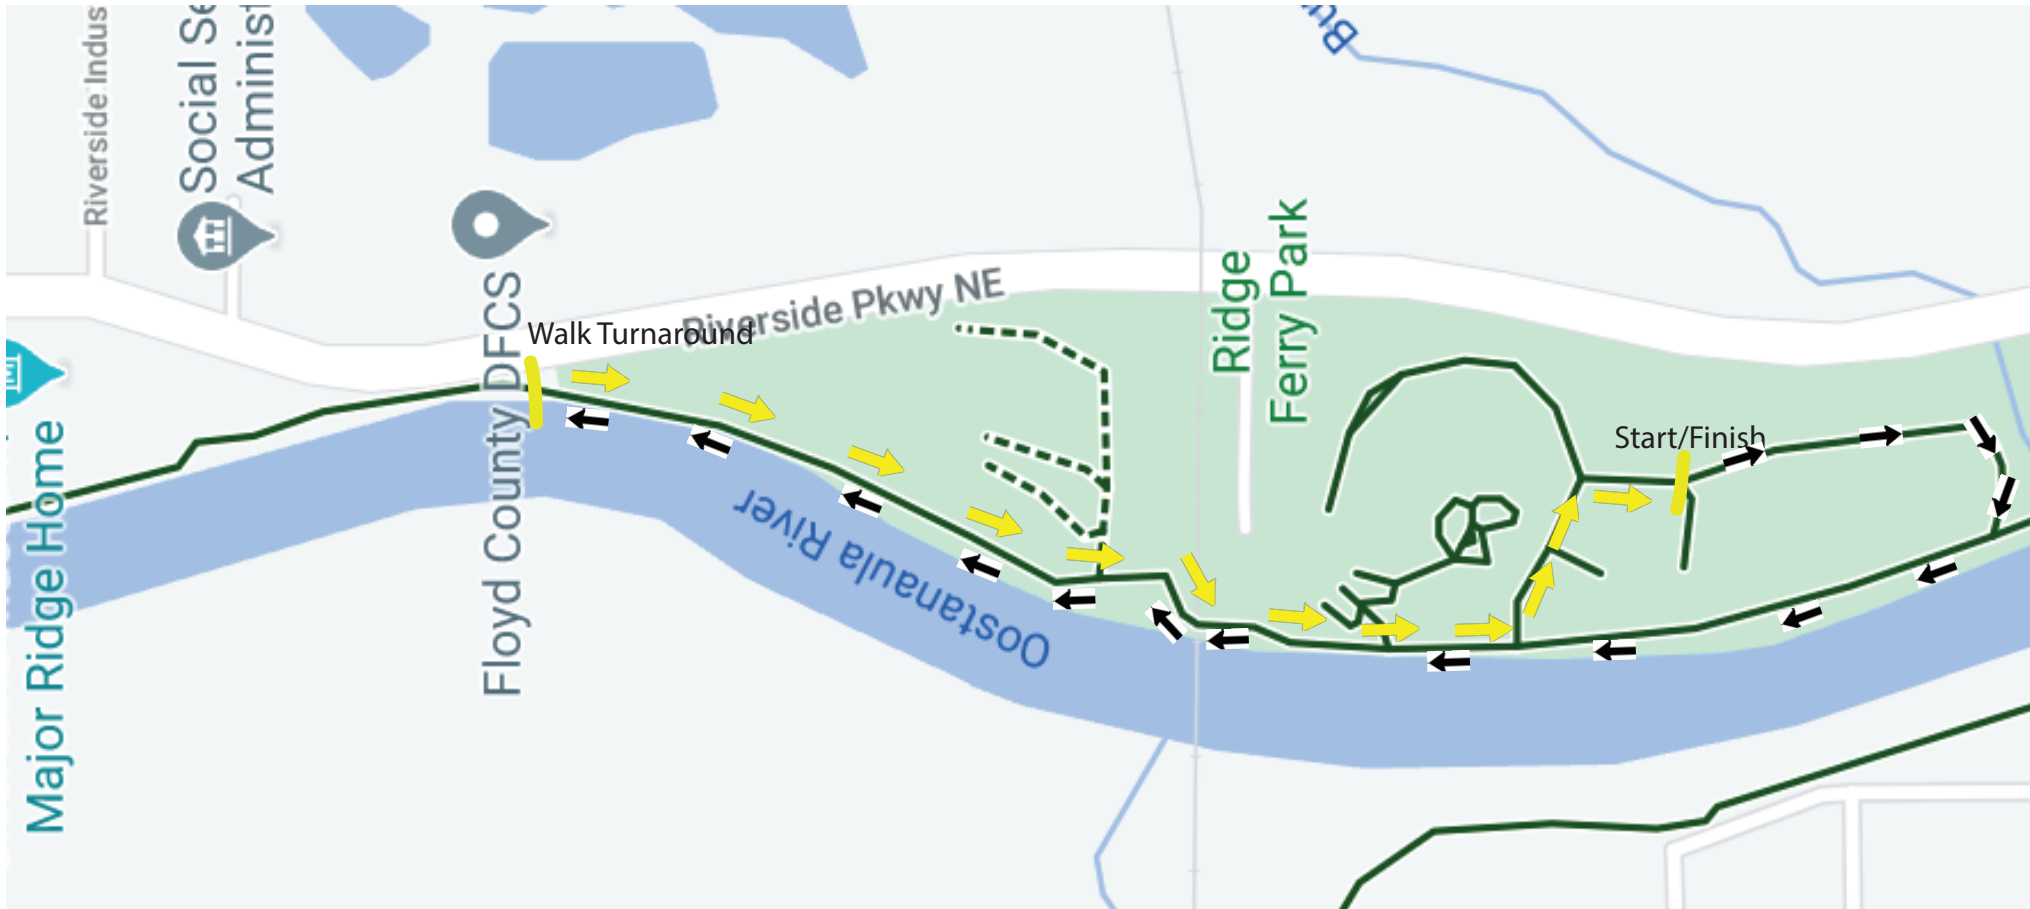 Riverside Indus
Social Se
Administ
Bu
Floyd County DFCS
Walk Turnaround
Riverside Pkwy NE
Ridge
Ferry Park
Start/Finish
Major Ridge Home
Oostanaula River